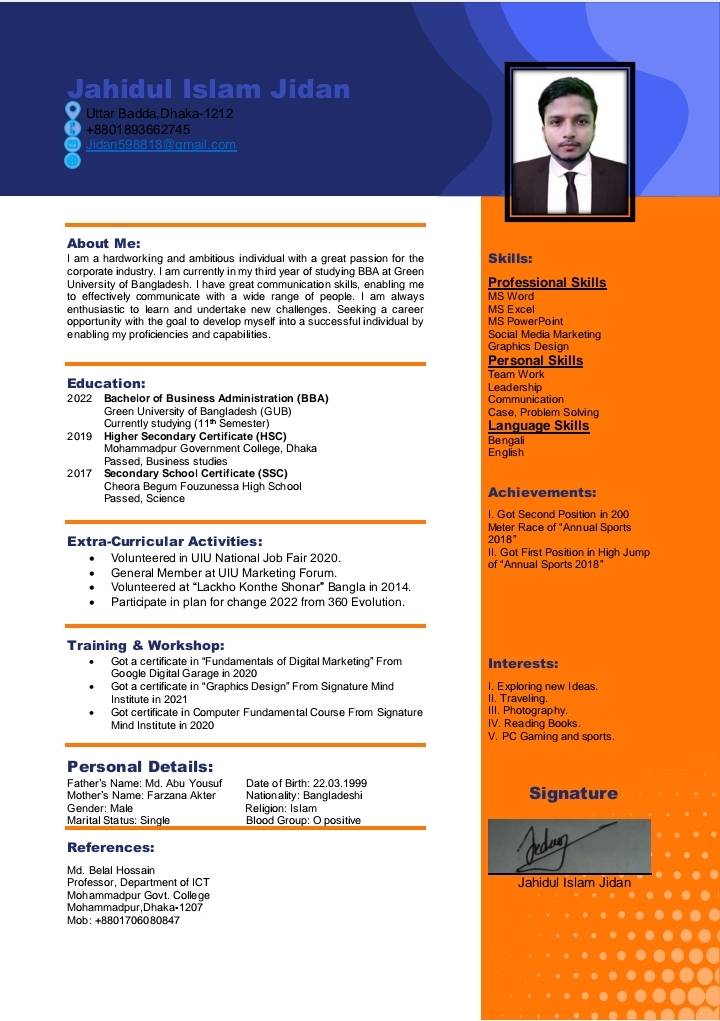 Jahidul Islam Jidan
Uttar Badda,Dhaka-1212
+8801893662745
Jidan598818@gmail.com
About Me:
I am a hardworking and ambitious individual with a great passion for the
corporate industry. I am currently in my third year of studying BBA at Green
University of Bangladesh. I have great communication skills, enabling me
to effectively communicate with a wide range of people. I am always
enthusiastic to learn and undertake new challenges. Seeking a career
opportunity with the goal to develop myself into a successful individual by
enabling my proficiencies and capabilities.
Education:
2022 Bachelor of Business Administration (BBA)
Green University of Bangladesh (GUB)
Currently studying (11th Semester)
2019 Higher Secondary Certificate (HSC)
Mohammadpur Government College, Dhaka
Passed, Business studies
2017 Secondary School Certificate (SSC)
Cheora Begum Fouzunessa High School
Passed, Science
Extra-Curricular Activities:
• Volunteered in UIU National Job Fair 2020.
• General Member at UIU Marketing Forum.
• Volunteered at “Lackho Konthe Shonar” Bangla in 2014.
• Participate in plan for change 2022 from 360 Evolution.
Training & Workshop:
• Got a certificate in “Fundamentals of Digital Marketing” From
Google Digital Garage in 2020
• Got a certificate in “Graphics Design” From Signature Mind
Institute in 2021
• Got certificate in Computer Fundamental Course From Signature
Mind Institute in 2020
Personal Details:
Father’s Name: Md. Abu Yousuf Date of Birth: 22.03.1999
Mother’s Name: Farzana Akter Nationality: Bangladeshi
Gender: Male Religion: Islam
Marital Status: Single Blood Group: O positive
References:
Md. Belal Hossain
Professor, Department of ICT
Mohammadpur Govt. College
Mohammadpur,Dhaka-1207
Mob: +8801706080847
Skills:
Professional Skills
MS Word
MS Excel
MS PowerPoint
Social Media Marketing
Graphics Design
Personal Skills
Team Work
Leadership
Communication
Case, Problem Solving
Language Skills
Bengali
English
Achievements:
I. Got Second Position in 200
Meter Race of “Annual Sports
2018”
II. Got First Position in High Jump
of “Annual Sports 2018”
Interests:
I. Exploring new Ideas.
II. Traveling.
III. Photography.
IV. Reading Books.
V. PC Gaming and sports.
Signature
Jahidul Islam Jidan